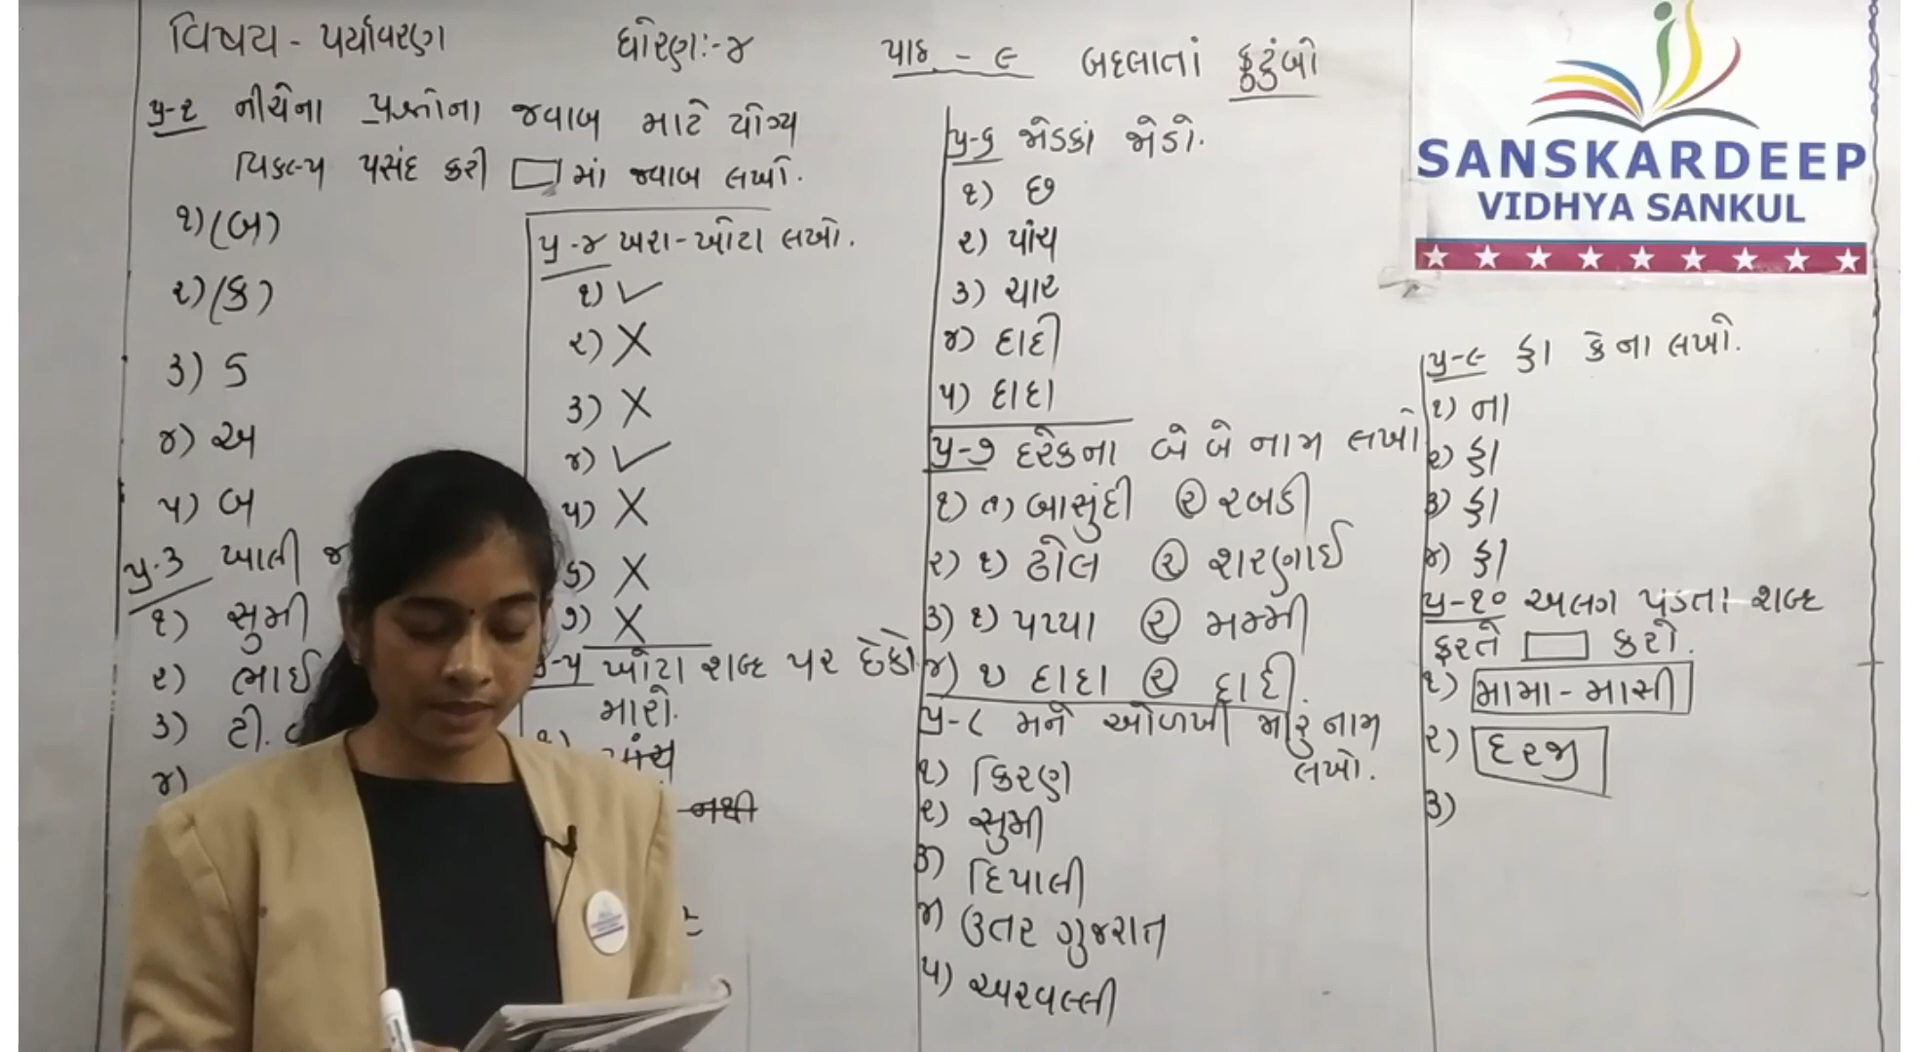 વિષય - પર્યાવરણ ધોરણ:- ૪ પાઠ - ૯ બદલાતાં કુટુંબો
પ્ર-૨ નીચેના પ્રશ્નોના જવાબ માટે યોગ્ય
વિકલ્પ પસંદ કરી માં જવાબ લખો.
૧) (બ)
૨) (ક)
૩) ડ
૪) અ
૫) બ
પ્ર-૩ ખાલી
૧) સુમી
૨) ભાઈ
૩) ટી.
૪)
પ્ર-૪ ખરા-ખોટા લખો.
૧) ✓
૨) X
૩) X
૪) ✓
૫) X
૬) X
૭) X
પ્ર-૫ ખોટા શબ્દ પર છેકો
મારો.
૧)
નથી
પ્ર-૬ જોડકાં જોડો.
૧) છ
૨) પાંચ
૩) ચાર
૪) દાદી
૫) દાદા
પ્ર-૭ દરેકના બે બે નામ લખો
૧) ૧) બાસુંદી ૨ રબડી
૨) ૧) ઢોલ ૨ શરણાઈ
૩) ૧) પપ્પા ૨ મમ્મી
૪) ૧) દાદા ૨ દાદી.
પ્ર-૮ મને ઓળખી મારુ નામ
લખો.
૧) કિરણ
૨) સુમી
૩) દિપાલી
૪) ઉતર ગુજરાત
૫) અરવલ્લી
SANSKARDEEP
VIDHYA SANKUL
પ્ર-૯ હા કે ના લખો.
૧) ના
૨) હા
૩) હા
૪) હા
પ્ર-૧૦ અલગ પડતા શબ્દ
ફરતે કરો.
૧) મામા - માસી
૨) દરજી
૩)